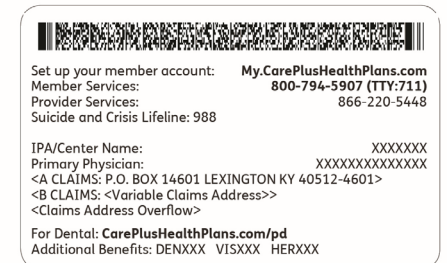 Set up your member account: My.CarePlusHealthPlans.com
Member Services: 800-794-5907 (TTY:711)
Provider Services: 866-220-5448
Suicide and Crisis Lifeline: 988
IPA/Center Name: XXXXXXX
Primary Physician: XXXXXXXXXXXXXX
<A CLAIMS: P.O. BOX 14601 LEXINGTON KY 40512-4601>
<B CLAIMS: <Variable Claims Address>>
<Claims Address Overflow>
For Dental: CarePlusHealthPlans.com/pd
Additional Benefits: DENXXX VISXXX HERXXX